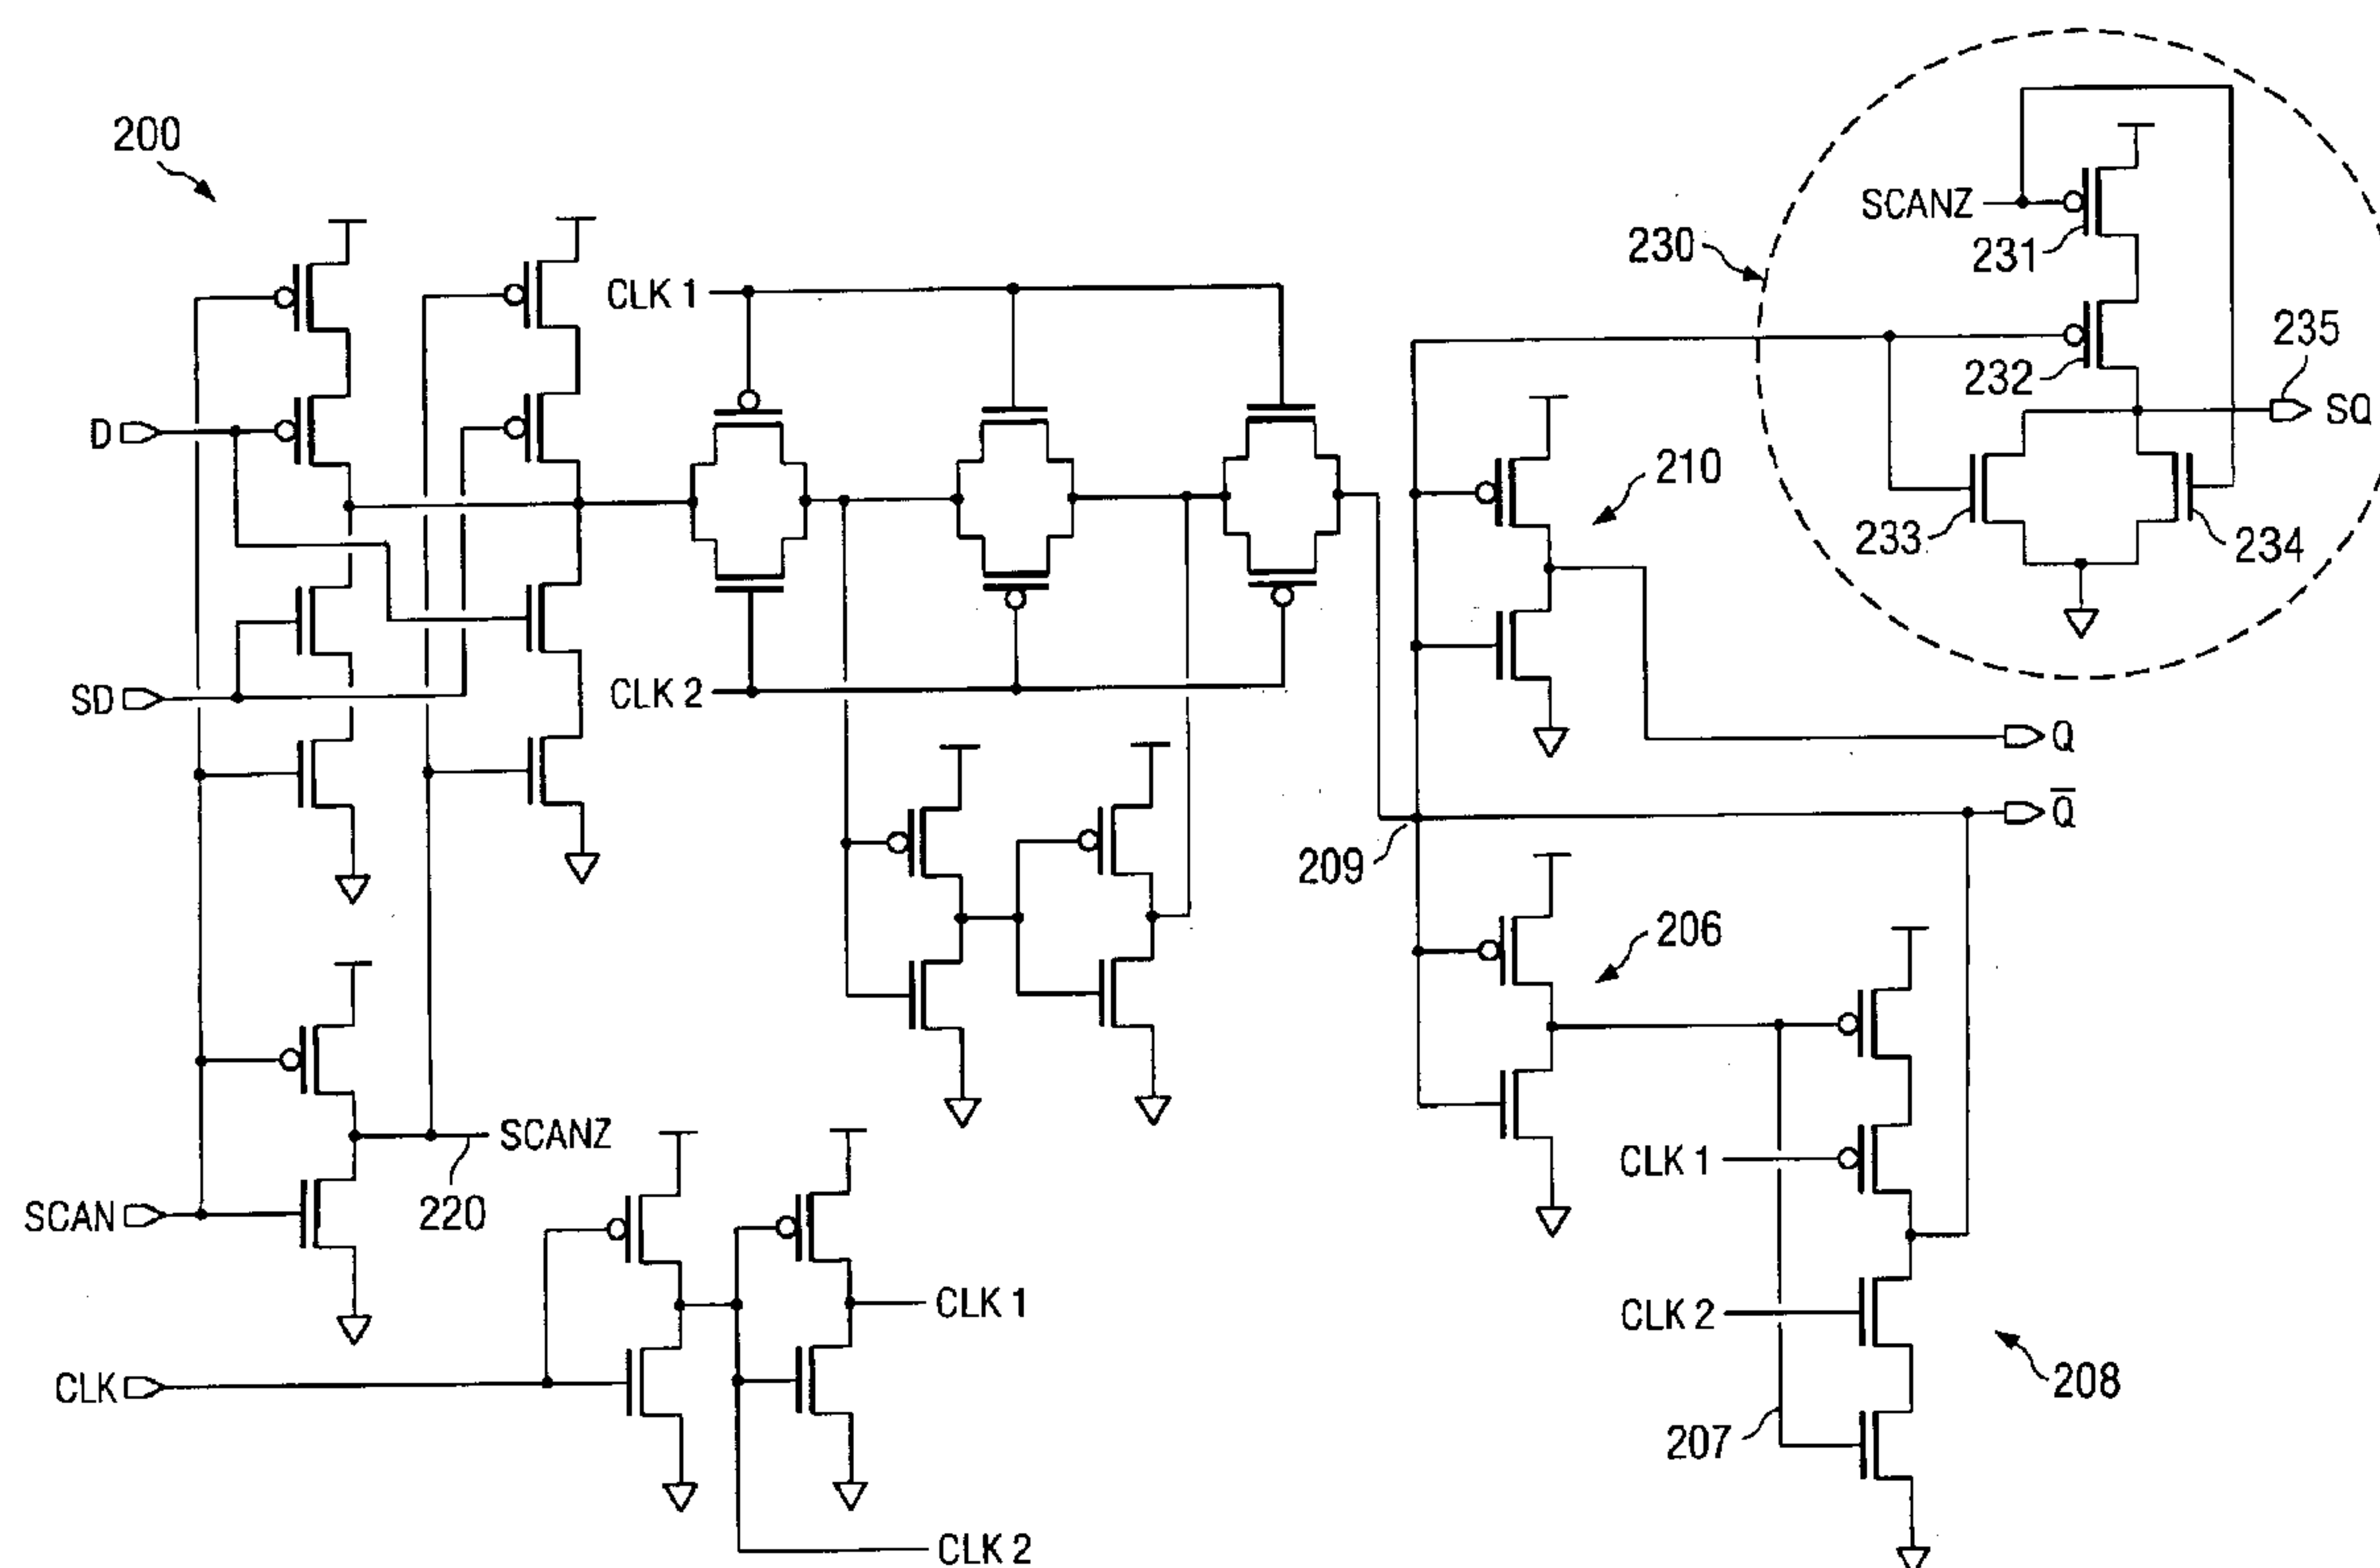 200
SCANZ
230
231
CLK 1
235
232
SQ
D
210
233
234
SD
CLK 2
Q
Q̅
209
206
SCANZ
CLK 1
SCAN
220
CLK 1
CLK 2
CLK
208
207
CLK 2